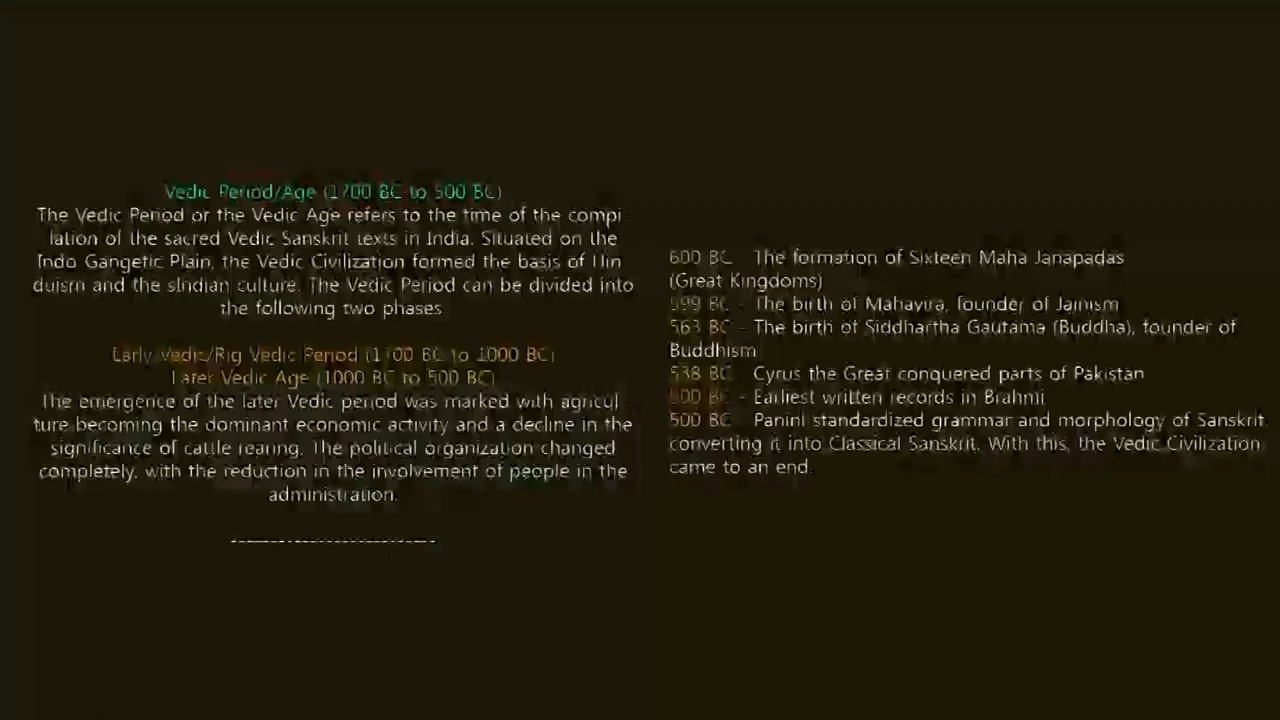 Vedic Period/Age (1700 BC to 500 BC)
The Vedic Period or the Vedic Age refers to the time of the compi
lation of the sacred Vedic Sanskrit texts in India. Situated on the
Indo Gangetic Plain, the Vedic Civilization formed the basis of Hin
duism and the sIndian culture. The Vedic Period can be divided into
the following two phases
Early Vedic/Rig Vedic Period (1700 BC to 1000 BC)
Later Vedic Age (1000 BC to 500 BC)
The emergence of the later Vedic period was marked with agricul
ture becoming the dominant economic activity and a decline in the
significance of cattle rearing. The political organization changed
completely, with the reduction in the involvement of people in the
administration.
600 BC The formation of Sixteen Maha Janapadas
(Great Kingdoms)
599 BC - The birth of Mahavira, founder of Jainism
563 BC - The birth of Siddhartha Gautama (Buddha), founder of
Buddhism
538 BC Cyrus the Great conquered parts of Pakistan
500 BC - Earliest written records in Brahmi
500 BC Panini standardized grammar and morphology of Sanskrit
converting it into Classical Sanskrit. With this, the Vedic Civilization
came to an end.